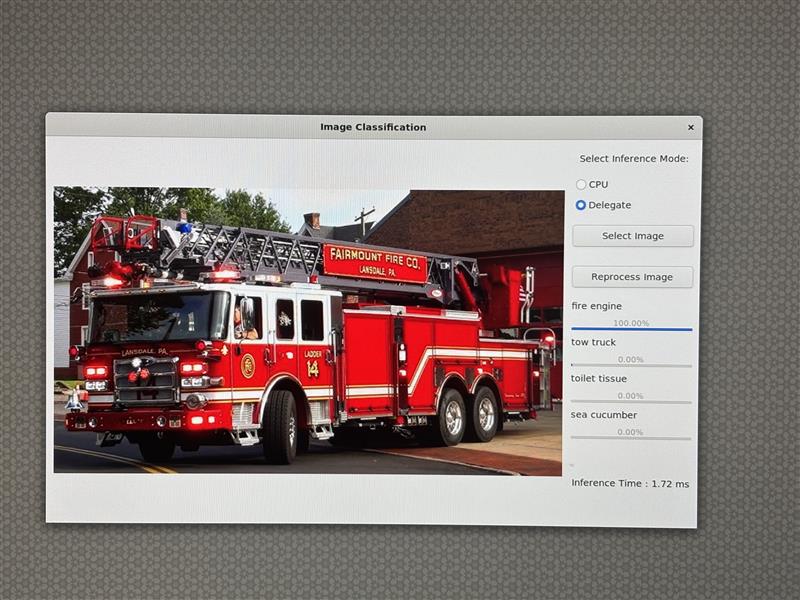 Image Classification
×
Select Inference Mode:
CPU
Delegate
Select Image
Reprocess Image
fire engine
100.00%
tow truck
0.00%
toilet tissue
0.00%
sea cucumber
0.00%
Inference Time : 1.72 ms
FAIRMOUNT FIRE CO.
LANSDALE, PA.
LANSDALE, PA.
LADDER
14